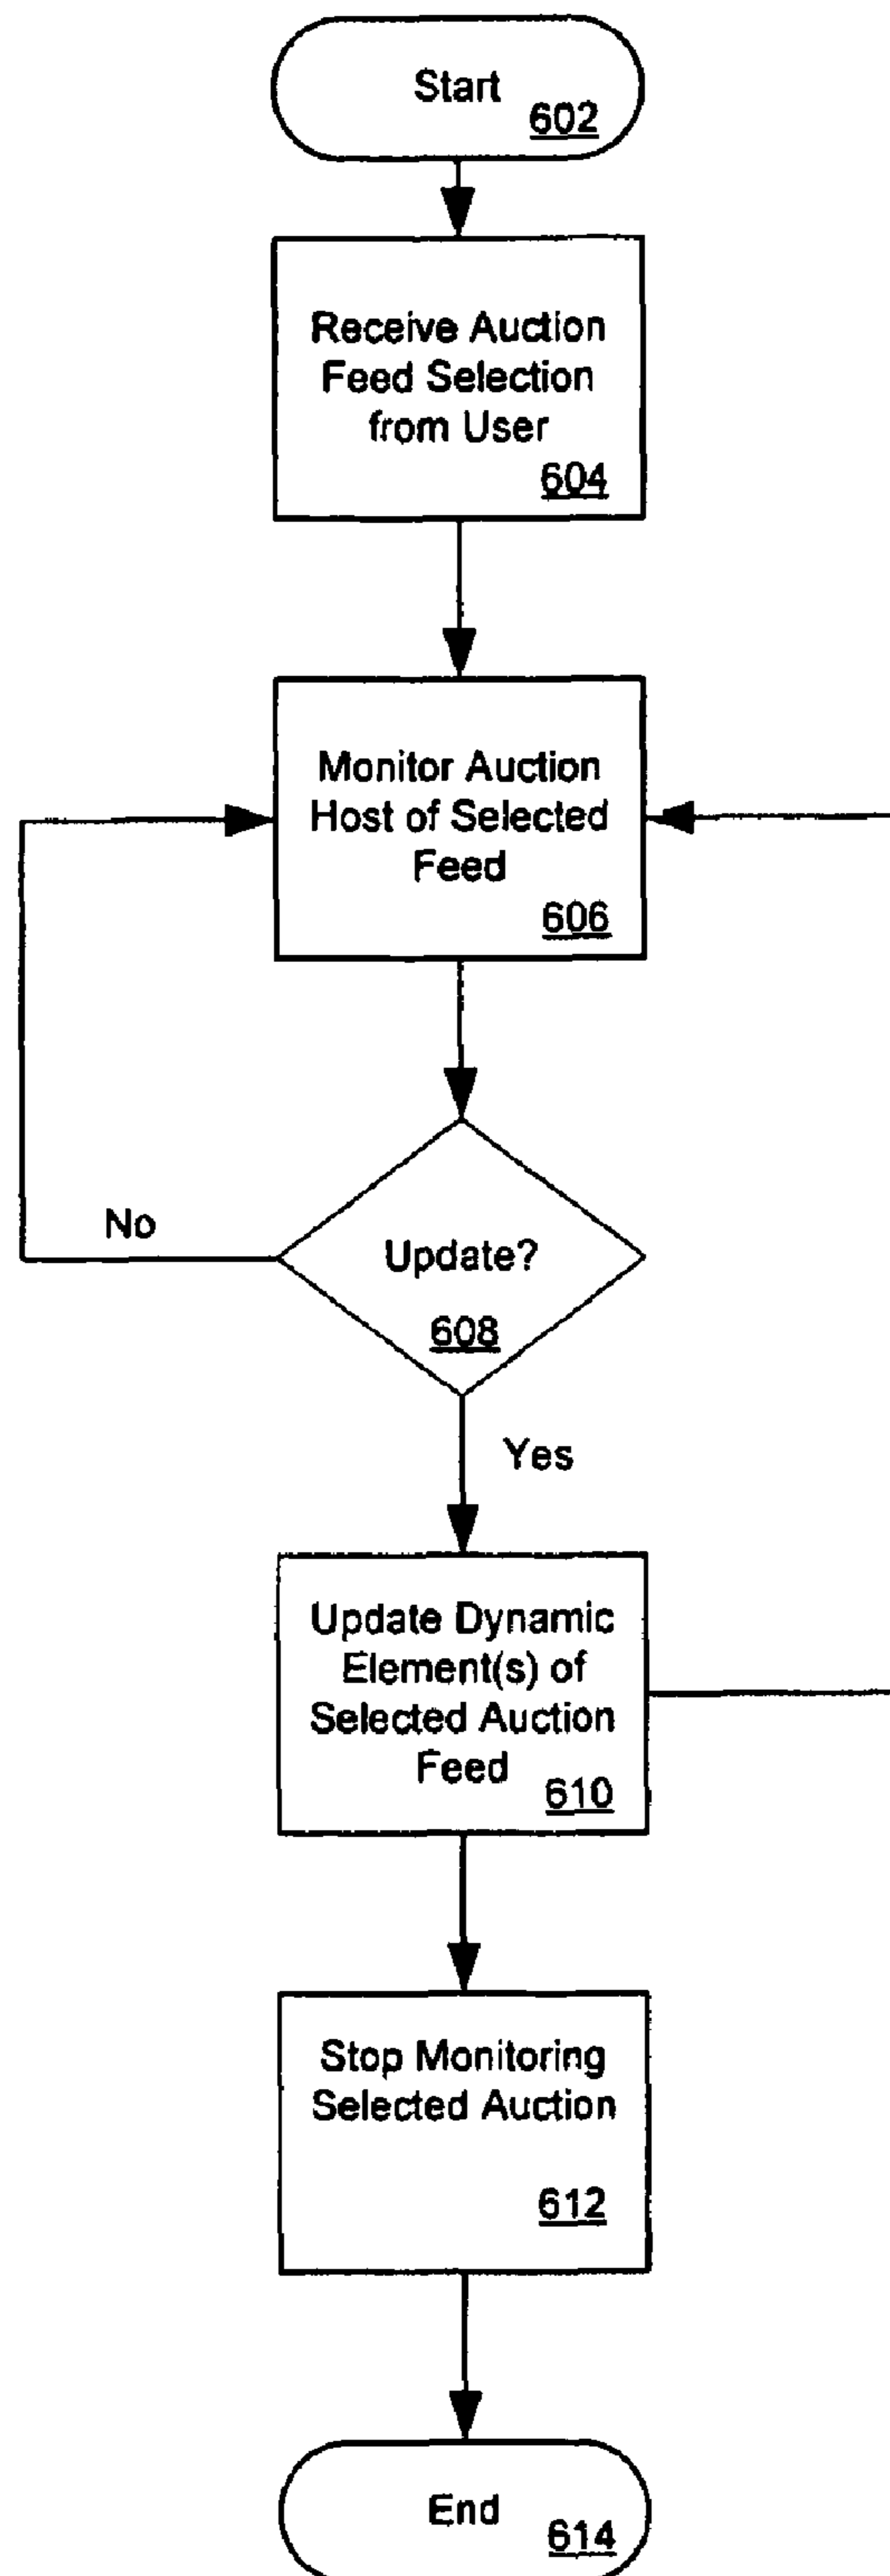 Start
602
Receive Auction
Feed Selection
from User
604
Monitor Auction
Host of Selected
Feed
606
No
Update?
608
Yes
Update Dynamic
Element(s) of
Selected Auction
Feed
610
Stop Monitoring
Selected Auction
612
End
614